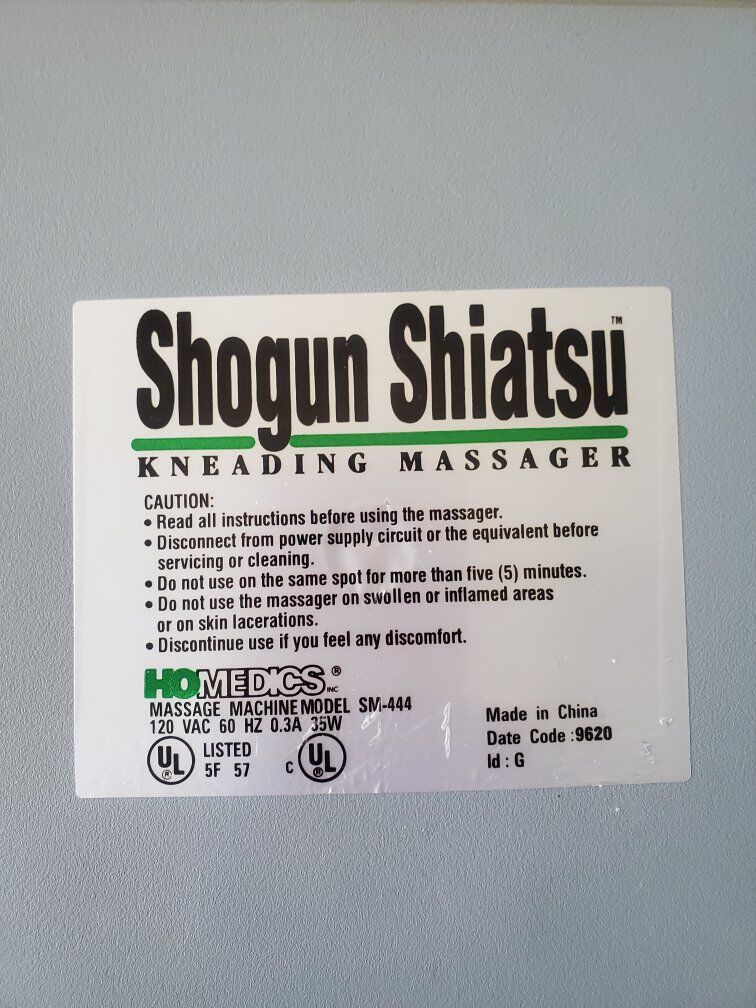 Shogun Shiatsu™
KNEADING MASSAGER
CAUTION:
• Read all instructions before using the massager.
• Disconnect from power supply circuit or the equivalent before
servicing or cleaning.
• Do not use on the same spot for more than five (5) minutes.
• Do not use the massager on swollen or inflamed areas
or on skin lacerations.
• Discontinue use if you feel any discomfort.
HOMEDICS® INC
MASSAGE MACHINE MODEL SM-444
120 VAC 60 HZ 0.3A 35W
UL® LISTED
5F 57
C UL®
Made in China
Date Code :9620
Id : G